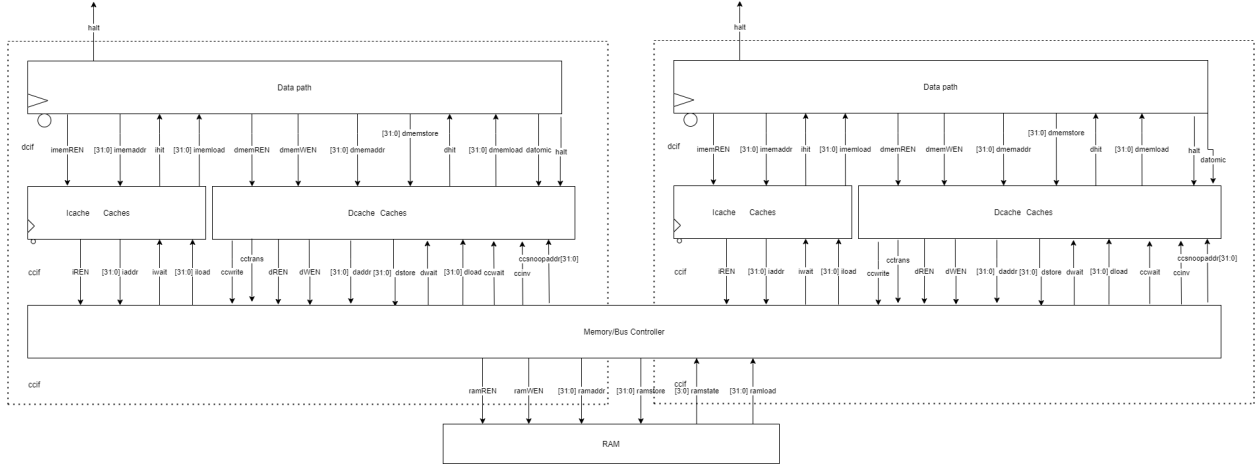 halt
halt
Data path
Data path
[31:0] dmemstore
[31:0] dmemstore
dcif
imemREN
[31:0] imemaddr
ihit
[31:0] imemload
dmemREN
dmemWEN
[31:0] dmemaddr
dhit
[31:0] dmemload
datomic
halt
dcif
imemREN
[31:0] imemaddr
ihit
[31:0] imemload
dmemREN
dmemWEN
[31:0] dmemaddr
dhit
[31:0] dmemload
halt
datomic
Icache Caches
Dcache Caches
Icache Caches
Dcache Caches
ccif
iREN
[31:0] iaddr
iwait
[31:0] iload
ccwrite
cctrans
dREN
dWEN
[31:0] daddr
[31:0] dstore
dwait
[31:0] dload
ccwait
ccinv
ccsnoopaddr[31:0]
ccif
iREN
[31:0] iaddr
iwait
[31:0] iload
ccwrite
cctrans
dREN
dWEN
[31:0] daddr
[31:0] dstore
dwait
[31:0] dload
ccwait
ccinv
ccsnoopaddr[31:0]
Memory/Bus Controller
ccif
ccif
ramREN
ramWEN
[31:0] ramaddr
[31:0] ramstore
[3:0] ramstate
[31:0] ramload
RAM